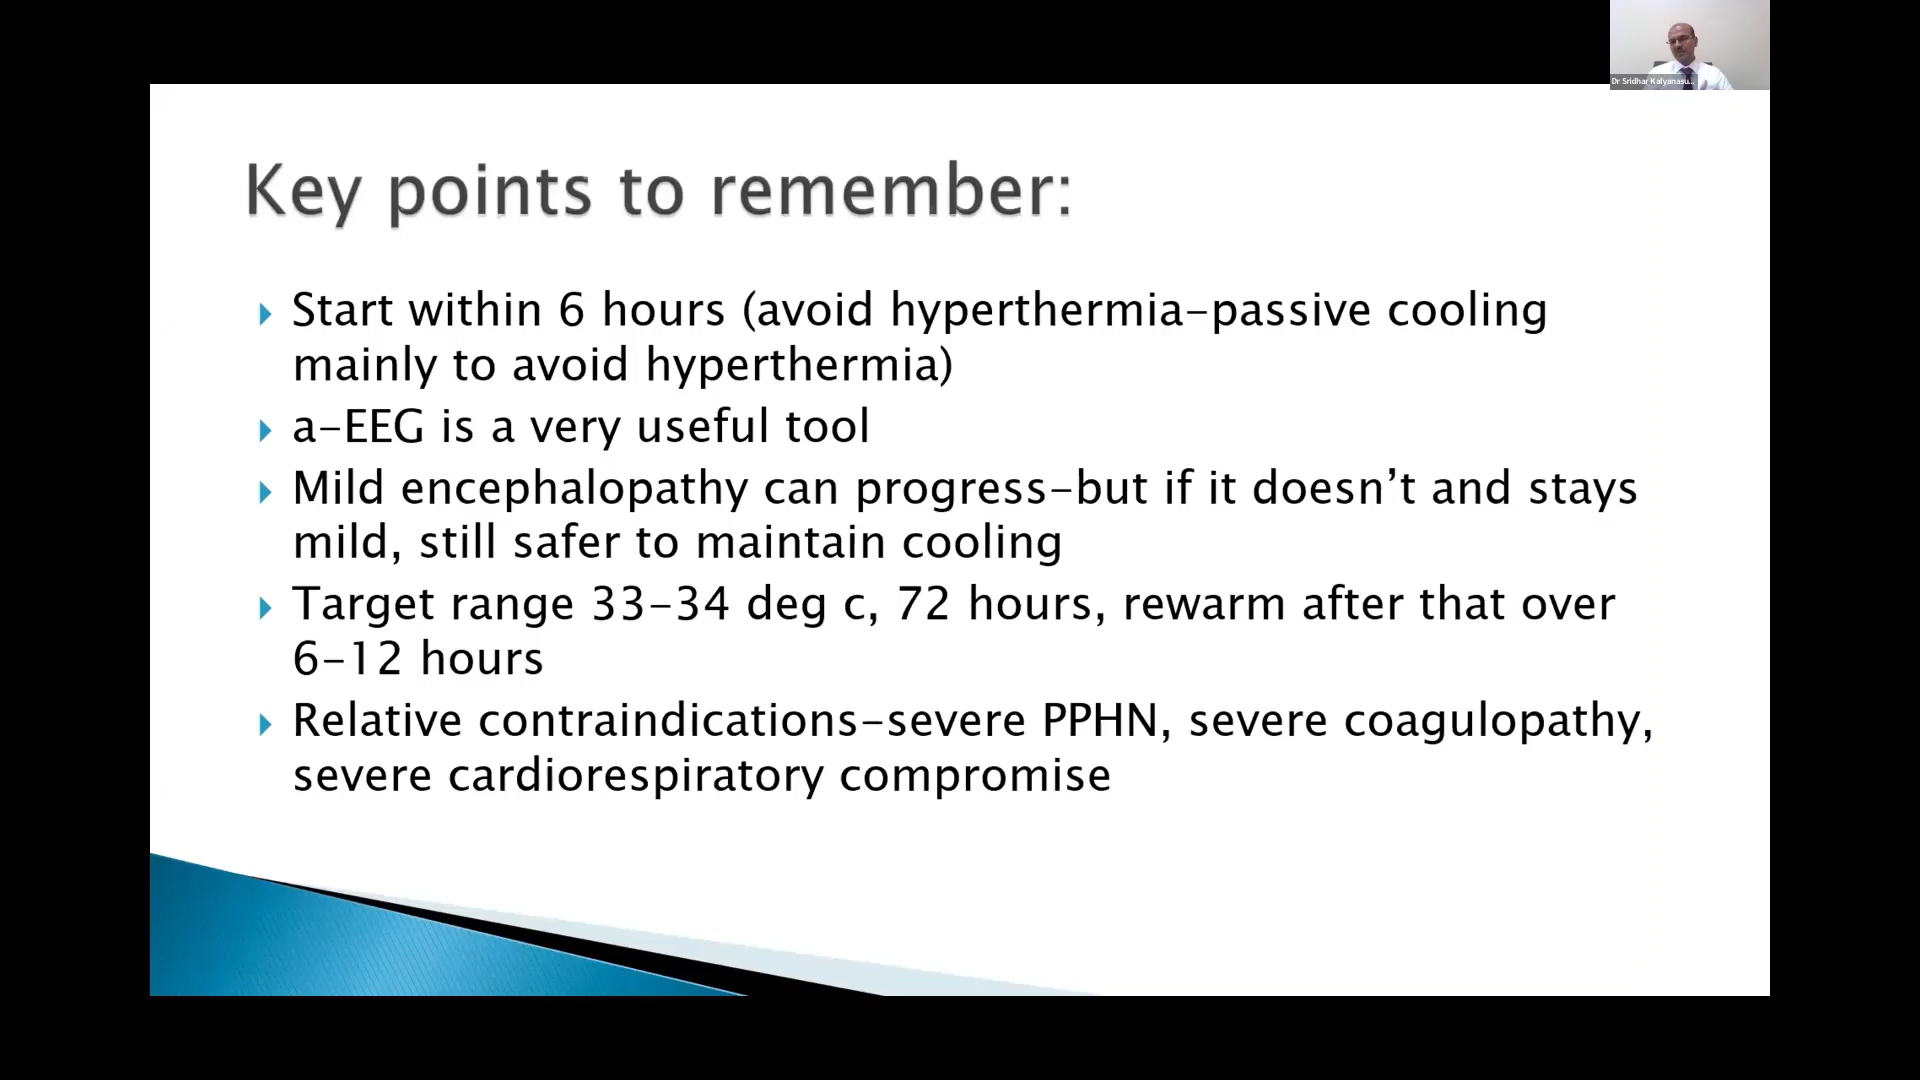 Dr Sridhar Kalyanasu...
Key points to remember:
Start within 6 hours (avoid hyperthermia-passive cooling
mainly to avoid hyperthermia)
a-EEG is a very useful tool
Mild encephalopathy can progress-but if it doesn’t and stays
mild, still safer to maintain cooling
Target range 33-34 deg c, 72 hours, rewarm after that over
6-12 hours
Relative contraindications-severe PPHN, severe coagulopathy,
severe cardiorespiratory compromise